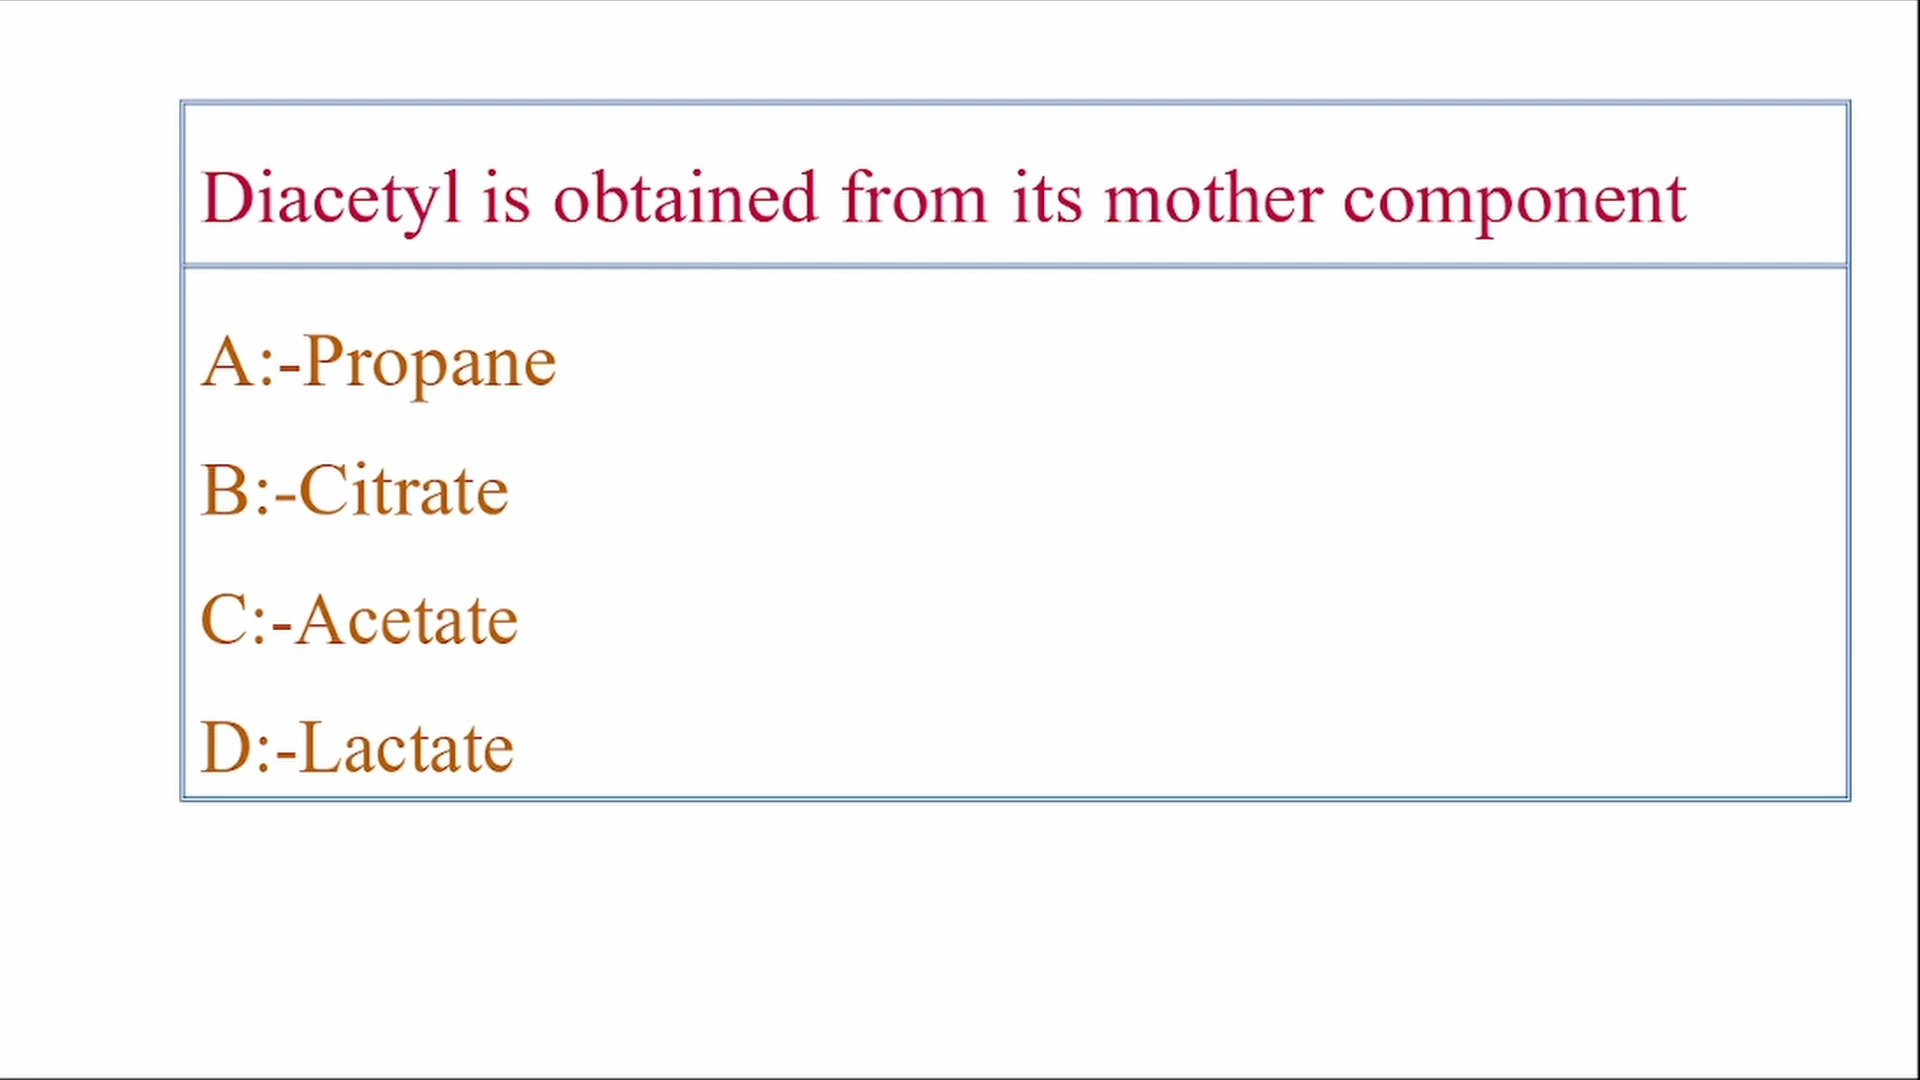 Diacetyl is obtained from its mother component
A:-Propane
B:-Citrate
C:-Acetate
D:-Lactate